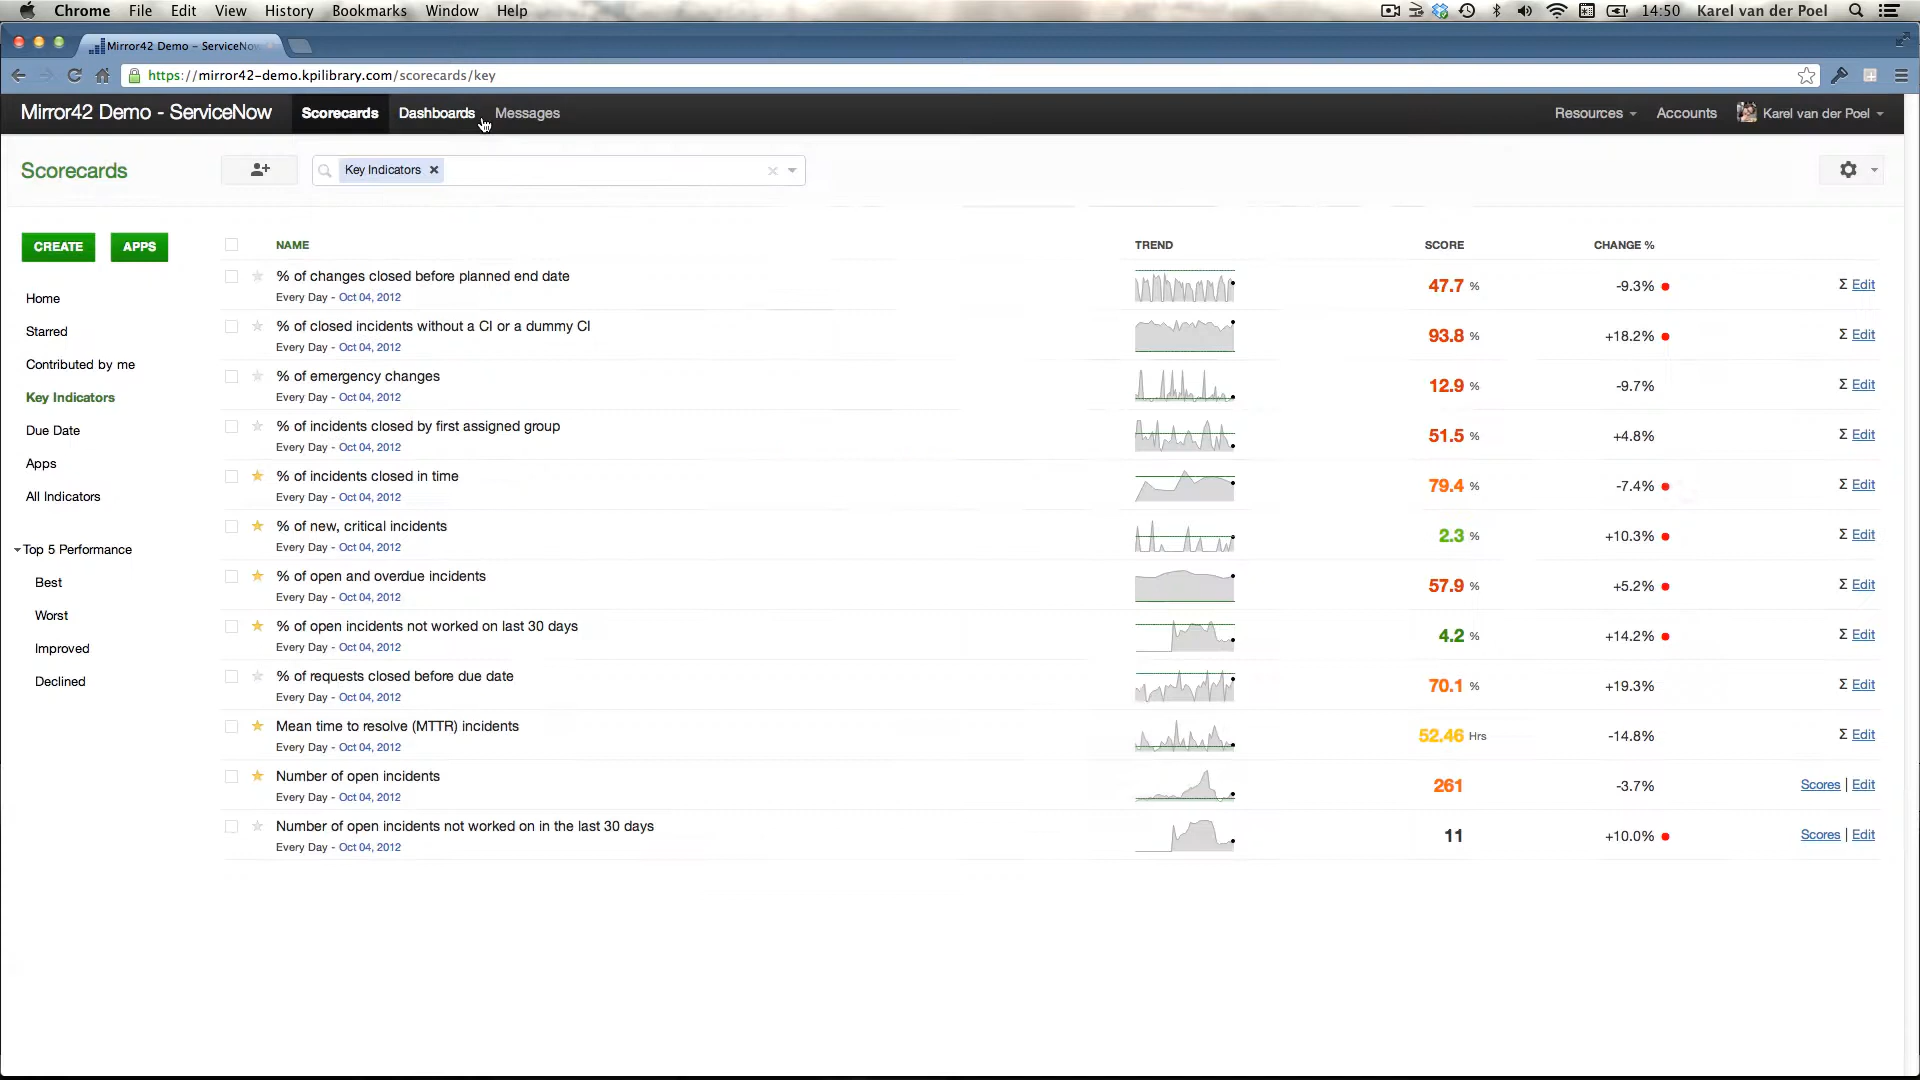 Chrome File Edit View History Bookmarks Window Help 14:50 Karel van der Poel
Mirror42 Demo – ServiceNow
https://mirror42-demo.kpilibrary.com/scorecards/key
Mirror42 Demo - ServiceNow Scorecards Dashboards Messages Resources Accounts Karel van der Poel
Scorecards Key Indicators
CREATE APPS
Home
Starred
Contributed by me
Key Indicators
Due Date
Apps
All Indicators
Top 5 Performance
Best
Worst
Improved
Declined
NAME TREND SCORE CHANGE %
% of changes closed before planned end date 47.7 % -9.3% Σ Edit
Every Day - Oct 04, 2012
% of closed incidents without a CI or a dummy CI 93.8 % +18.2% Σ Edit
Every Day - Oct 04, 2012
% of emergency changes 12.9 % -9.7% Σ Edit
Every Day - Oct 04, 2012
% of incidents closed by first assigned group 51.5 % +4.8% Σ Edit
Every Day - Oct 04, 2012
% of incidents closed in time 79.4 % -7.4% Σ Edit
Every Day - Oct 04, 2012
% of new, critical incidents 2.3 % +10.3% Σ Edit
Every Day - Oct 04, 2012
% of open and overdue incidents 57.9 % +5.2% Σ Edit
Every Day - Oct 04, 2012
% of open incidents not worked on last 30 days 4.2 % +14.2% Σ Edit
Every Day - Oct 04, 2012
% of requests closed before due date 70.1 % +19.3% Σ Edit
Every Day - Oct 04, 2012
Mean time to resolve (MTTR) incidents 52.46 Hrs -14.8% Σ Edit
Every Day - Oct 04, 2012
Number of open incidents 261 -3.7% Scores | Edit
Every Day - Oct 04, 2012
Number of open incidents not worked on in the last 30 days 11 +10.0% Scores | Edit
Every Day - Oct 04, 2012